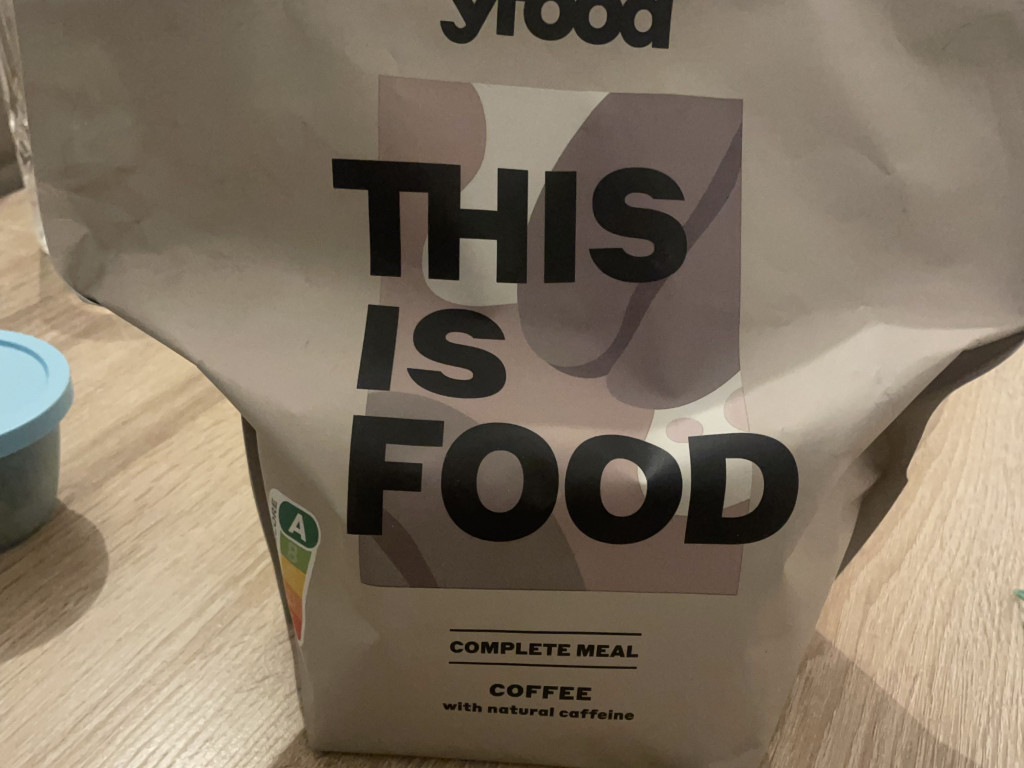 yfood
THIS
IS
FOOD
A
B
COMPLETE MEAL
COFFEE
with natural caffeine